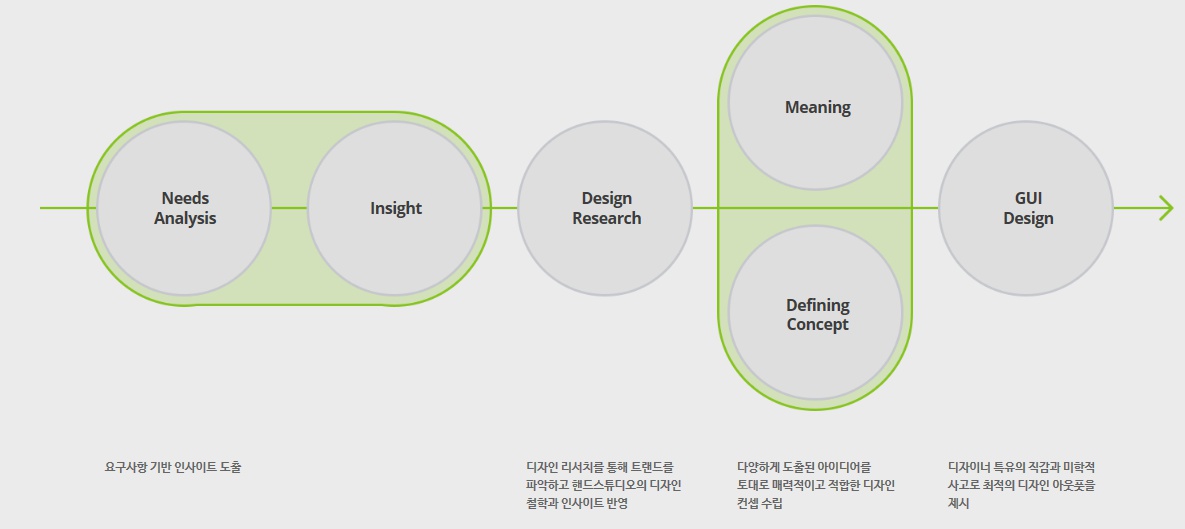 Needs
Analysis
Insight
Design
Research
Meaning
Defining
Concept
GUI
Design
요구사항 기반 인사이트 도출
디자인 리서치를 통해 트랜드를
파악하고 핸드스튜디오의 디자인
철학과 인사이트 반영
다양하게 도출된 아이디어를
토대로 매력적이고 적합한 디자인
컨셉 수립
디자이너 특유의 직감과 미학적
사고로 최적의 디자인 아웃풋을
제시